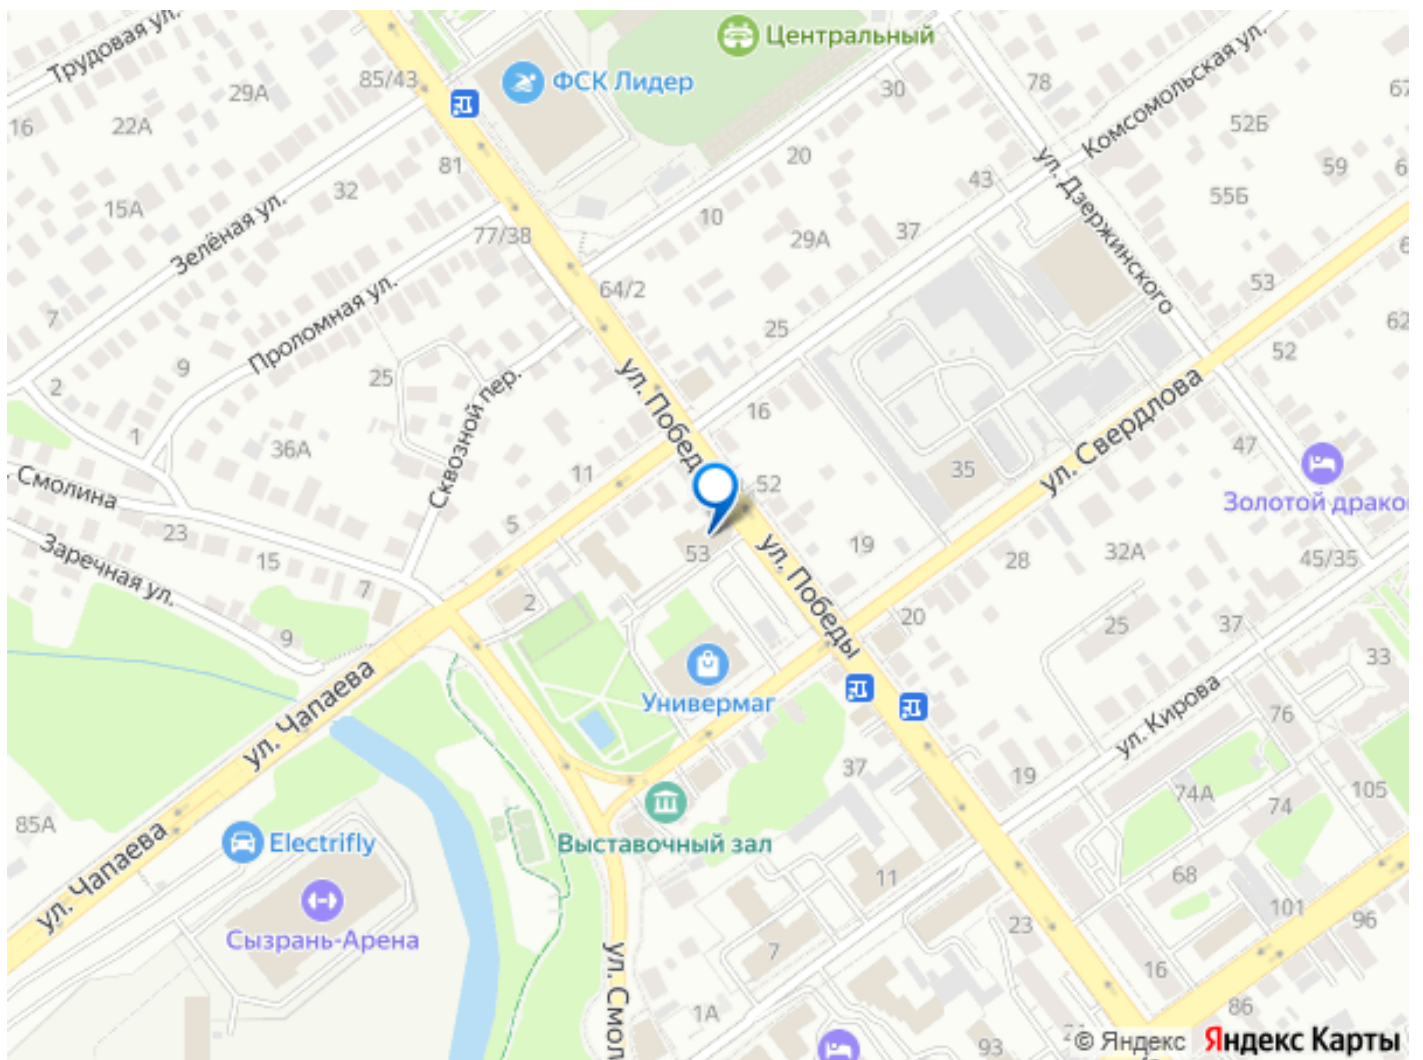 Трудовая ул.
85/43
Центральный
ФСК Лидер
29А
22А
16
78
30
Комсомольская ул.
52Б
81
20
43
59
ул. Дзержинского
32
15А
55Б
Зелёная ул.
10
29А
37
77/38
64/2
53
7
Проломная ул.
25
62
9
25
52
2
Сквозной пер.
ул. Победы
16
ул. Свердлова
1
36А
11
35
47
Смолина
52
Золотой дракон
23
5
19
Заречная ул.
15
7
53
ул. Победы
28
32А
45/35
2
20
25
37
9
33
Универмаг
ул. Чапаева
ул. Кирова
76
37
19
74А
74
105
85А
Electrifly
Выставочный зал
11
68
ул. Чапаева
Сызрань-Арена
101
96
23
7
16
ул. Смол
1А
86
93
© Яндекс Яндекс Карты